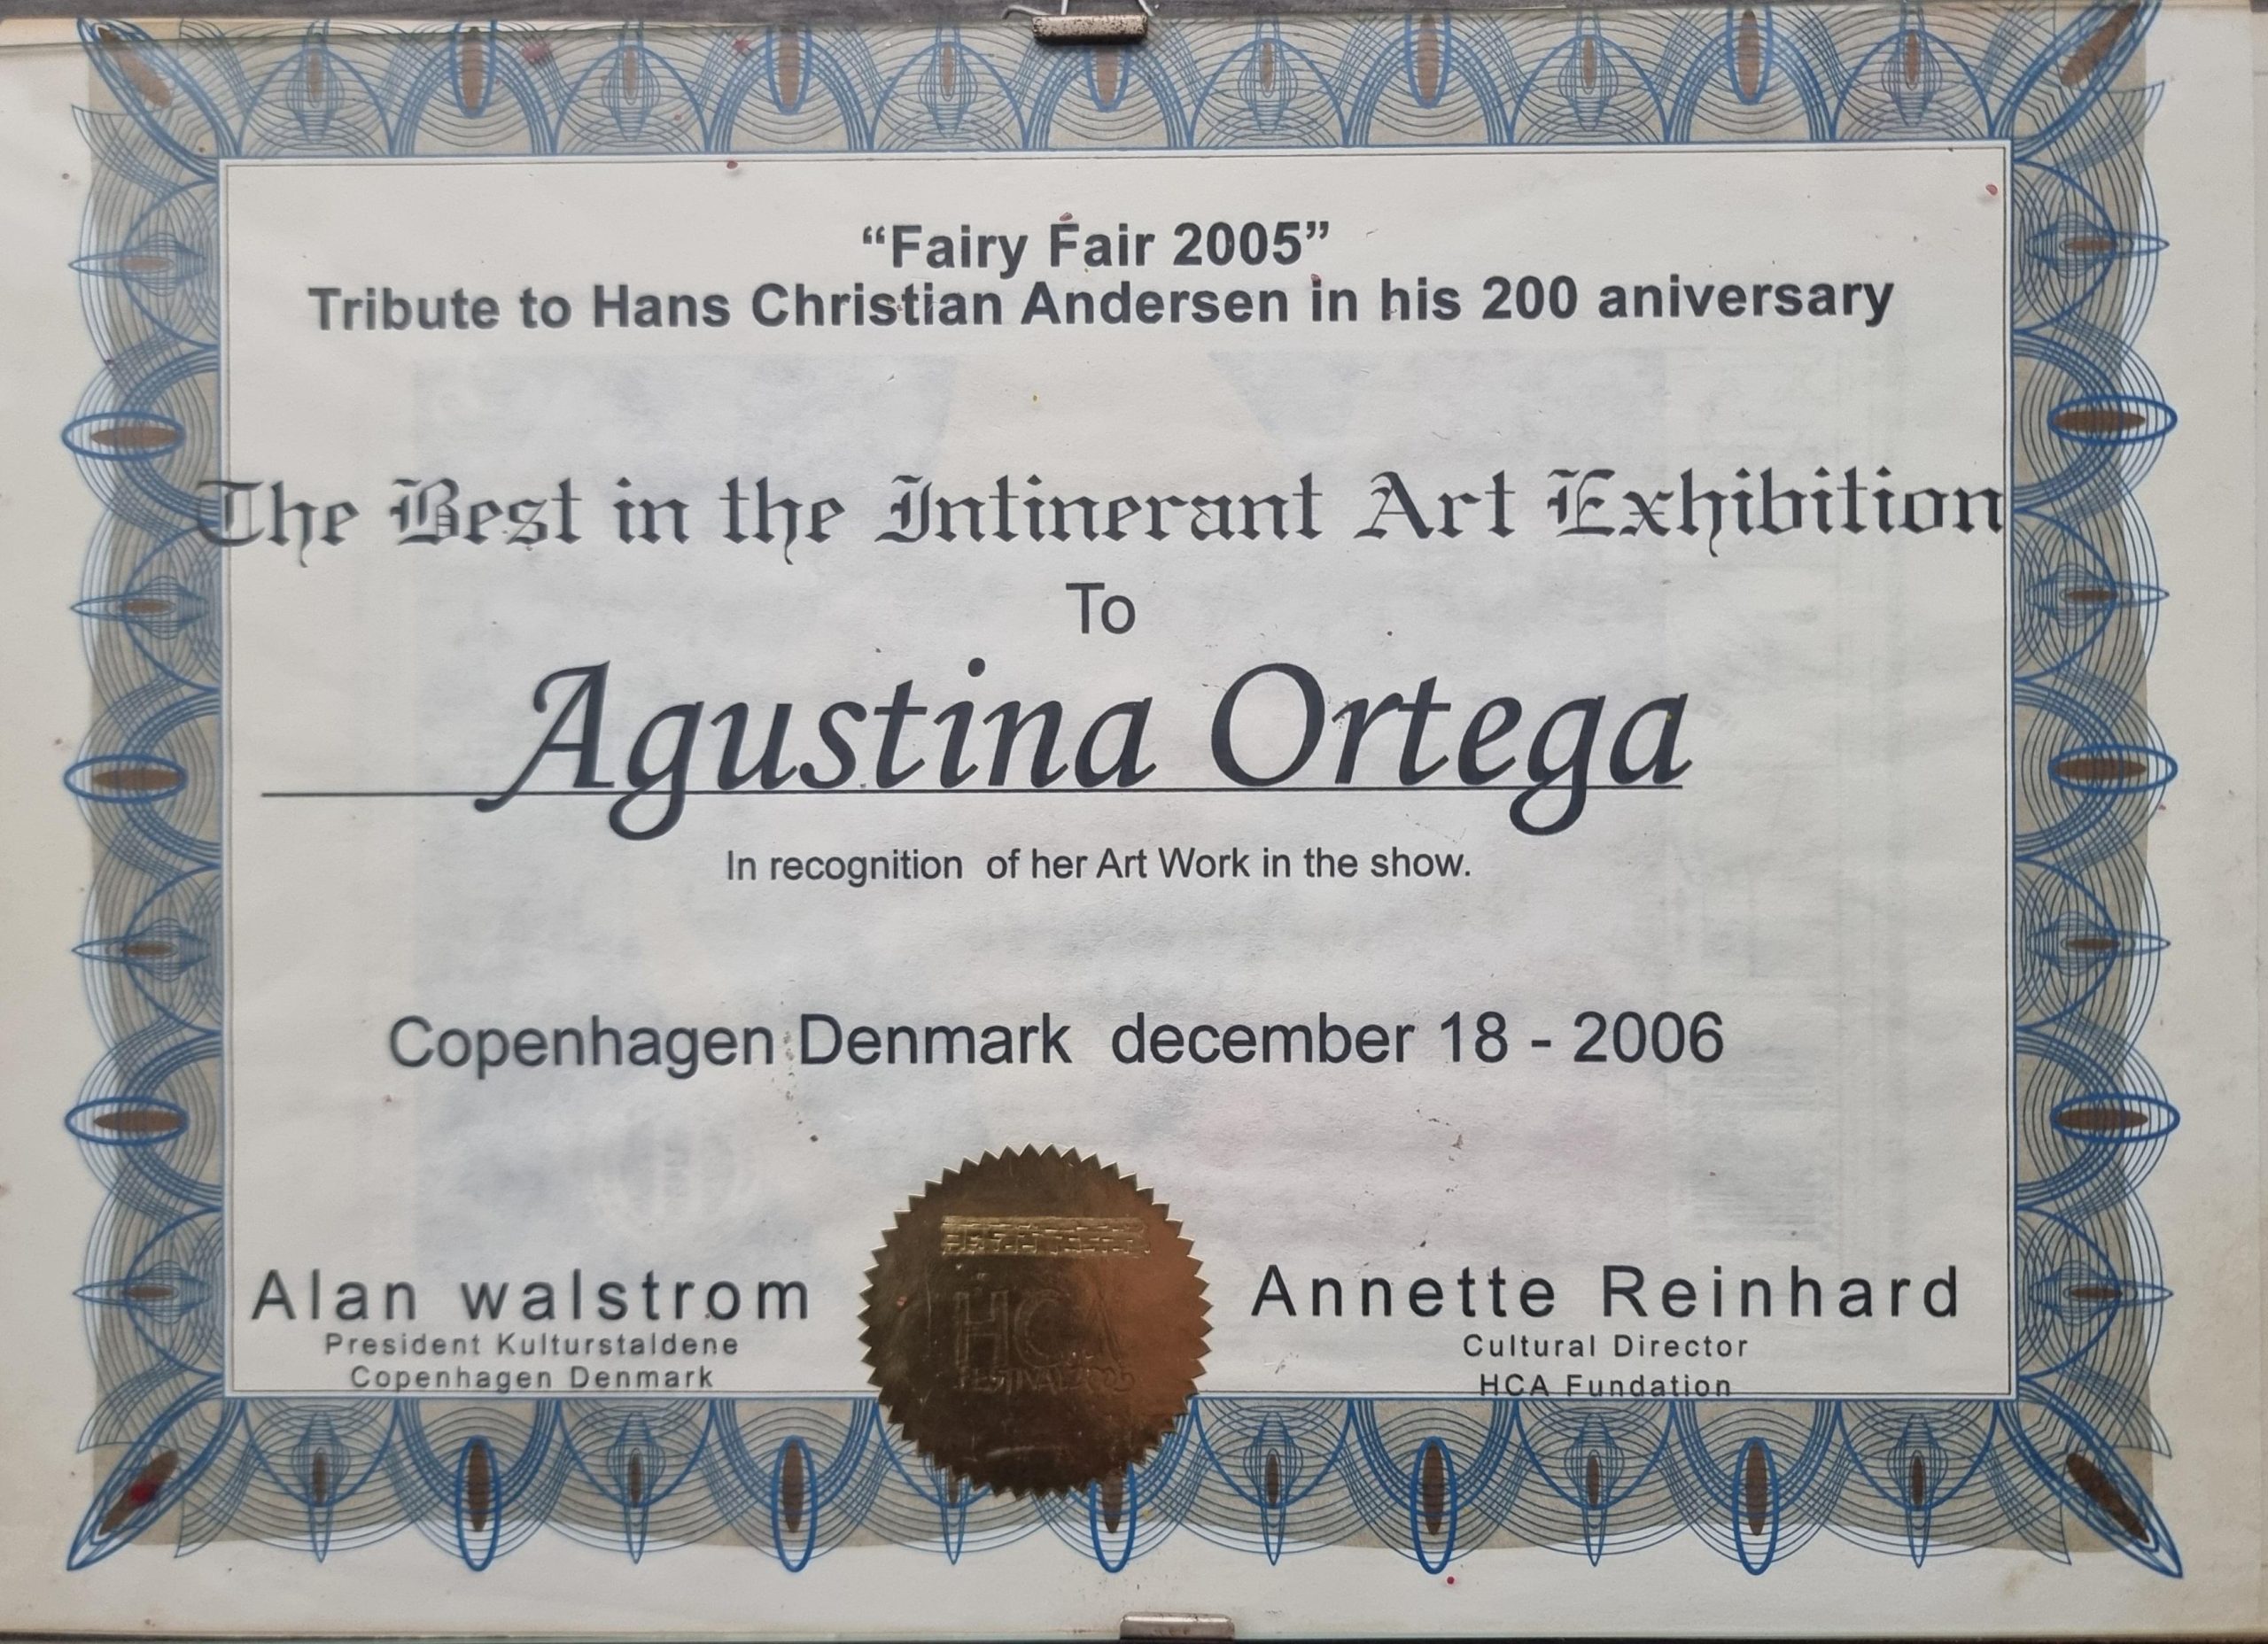 “Fairy Fair 2005”
Tribute to Hans Christian Andersen in his 200 aniversary
The Best in the Intinerant Art Exhibition
To
Agustina Ortega
In recognition of her Art Work in the show.
Copenhagen Denmark december 18 - 2006
Alan walstrom
President Kulturstaldene
Copenhagen Denmark
HCA
FESTIVAL 2005
Annette Reinhard
Cultural Director
HCA Fundation